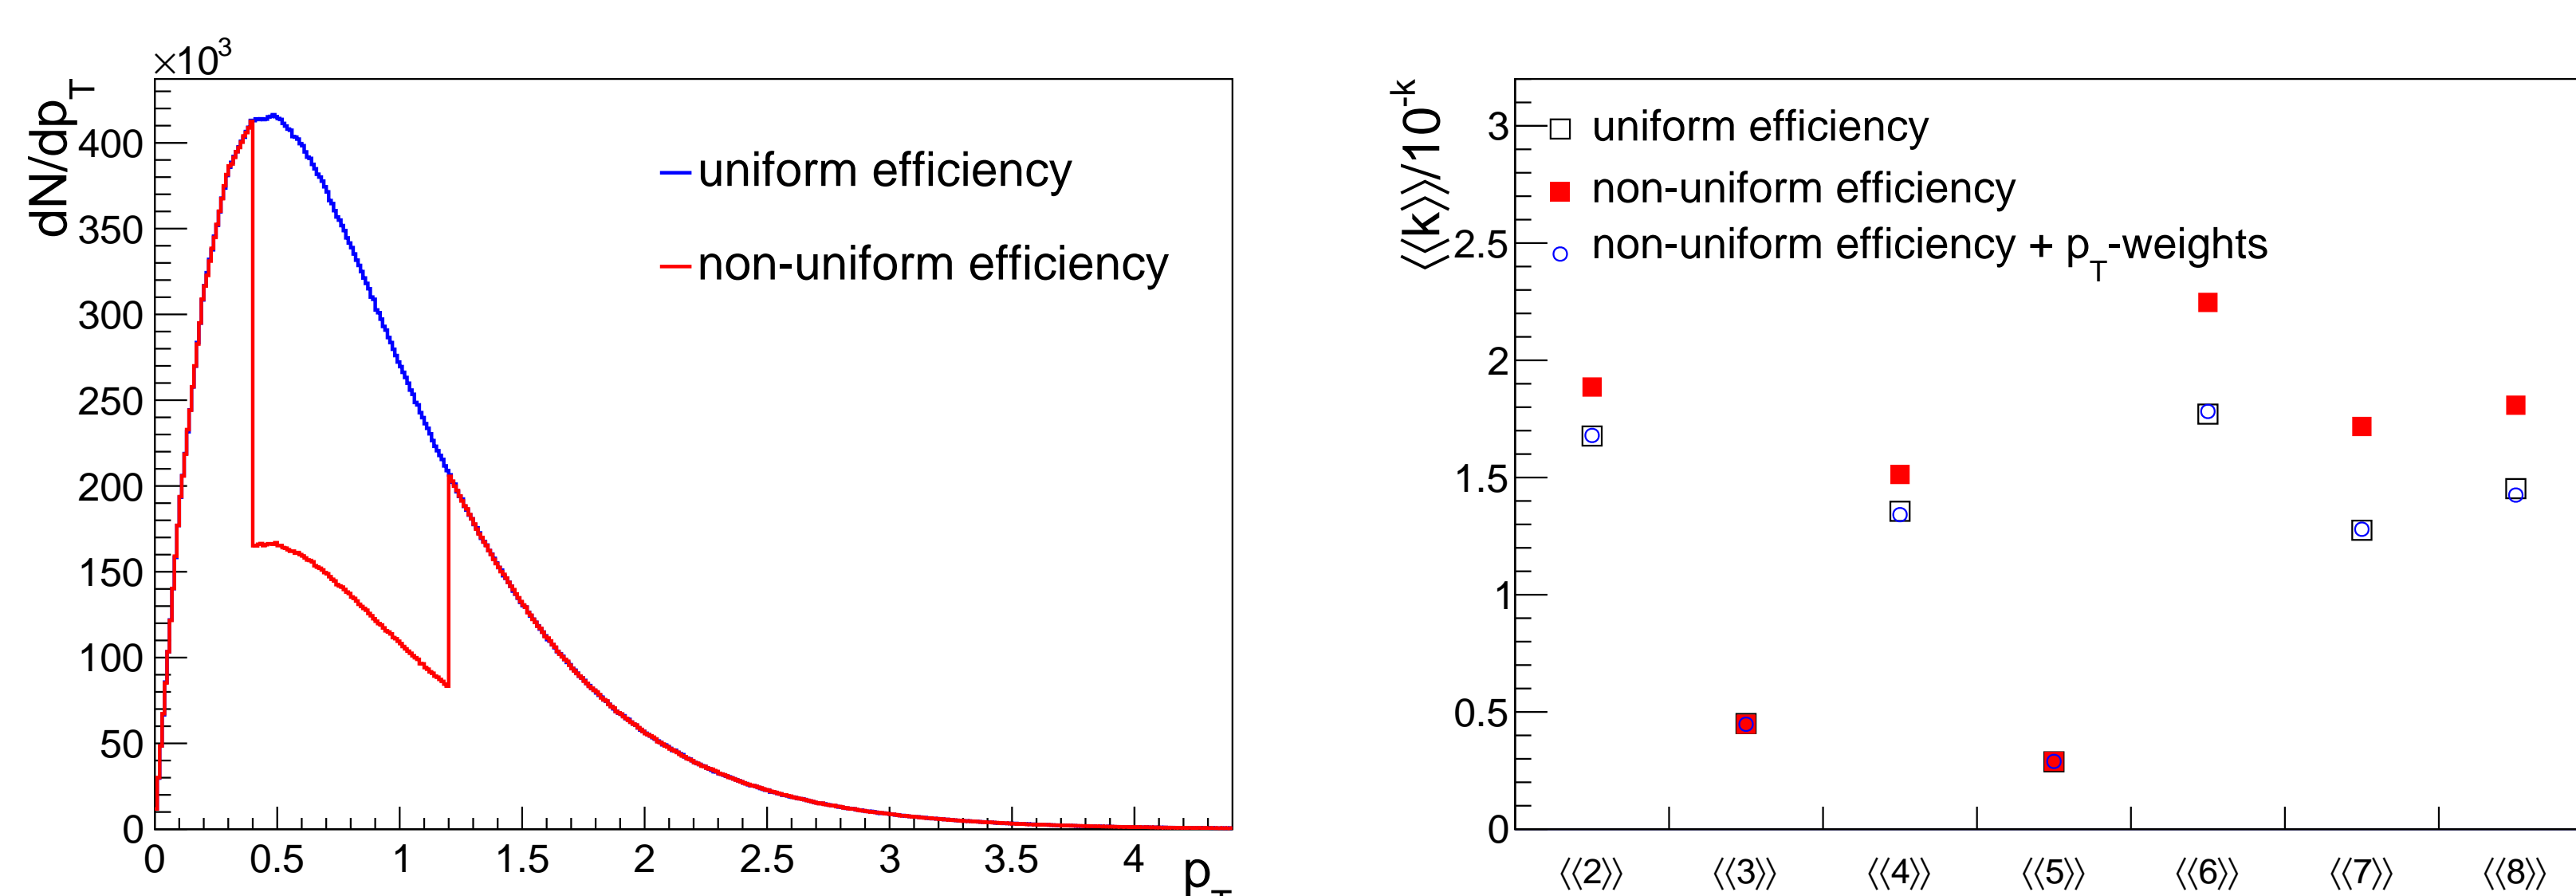 ×10³
dN/dp_T
400
350
300
250
200
150
100
50
0
uniform efficiency
non-uniform efficiency
0 0.5 1 1.5 2 2.5 3 3.5 4 p_T
⟨⟨k⟩⟩/10^-k
3
2.5
2
1.5
1
0.5
0
uniform efficiency
non-uniform efficiency
non-uniform efficiency + p_T-weights
⟨⟨2⟩⟩ ⟨⟨3⟩⟩ ⟨⟨4⟩⟩ ⟨⟨5⟩⟩ ⟨⟨6⟩⟩ ⟨⟨7⟩⟩ ⟨⟨8⟩⟩